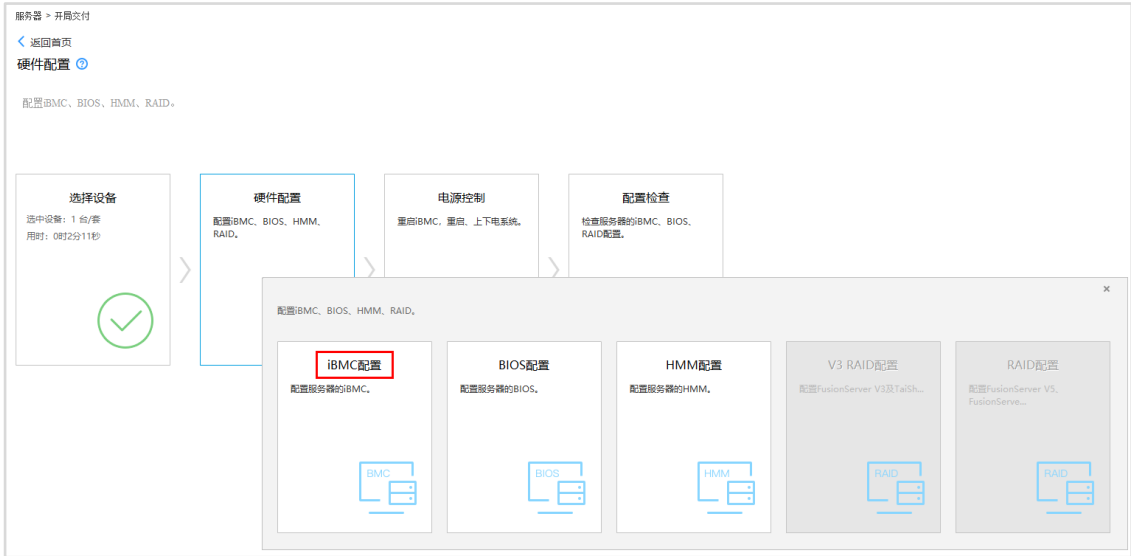 服务器 > 开局交付
返回首页
硬件配置 ?
配置iBMC、BIOS、HMM、RAID。
选择设备
选中设备：1 台/套
用时：0时2分11秒
硬件配置
配置iBMC、BIOS、HMM、
RAID。
电源控制
重启iBMC，重启、上下电系统。
配置检查
检查服务器的iBMC、BIOS、
RAID配置。
×
配置iBMC、BIOS、HMM、RAID。
iBMC配置
配置服务器的iBMC。
BMC
BIOS配置
配置服务器的BIOS。
BIOS
HMM配置
配置服务器的HMM。
HMM
V3 RAID配置
配置FusionServer V3及TaiSh...
RAID
RAID配置
配置FusionServer V5、
FusionServe...
RAID